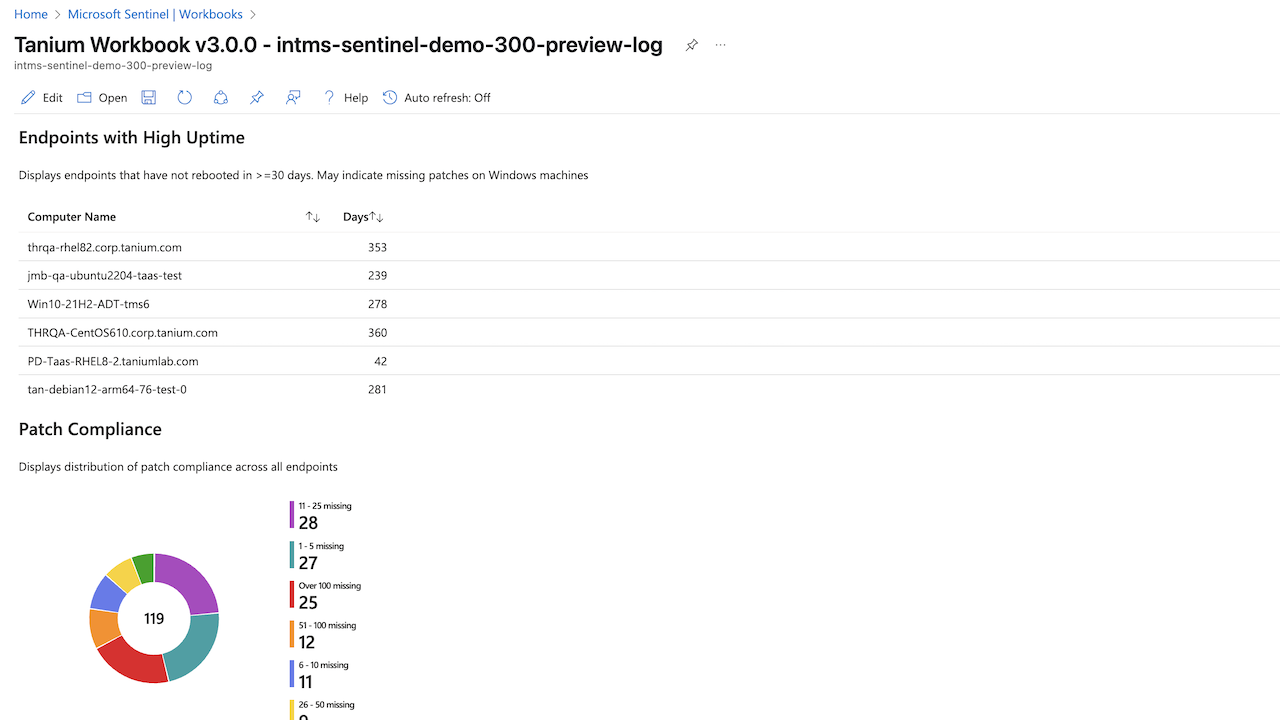 Home > Microsoft Sentinel | Workbooks >
Tanium Workbook v3.0.0 - intms-sentinel-demo-300-preview-log ...
intms-sentinel-demo-300-preview-log
Edit Open ? Help Auto refresh: Off
Endpoints with High Uptime
Displays endpoints that have not rebooted in >=30 days. May indicate missing patches on Windows machines
Computer Name ↑↓ Days↑↓
thrqa-rhel82.corp.tanium.com 353
jmb-qa-ubuntu2204-taas-test 239
Win10-21H2-ADT-tms6 278
THRQA-CentOS610.corp.tanium.com 360
PD-Taas-RHEL8-2.taniumlab.com 42
tan-debian12-arm64-76-test-0 281
Patch Compliance
Displays distribution of patch compliance across all endpoints
119
11 - 25 missing
28
1 - 5 missing
27
Over 100 missing
25
51 - 100 missing
12
6 - 10 missing
11
26 - 50 missing